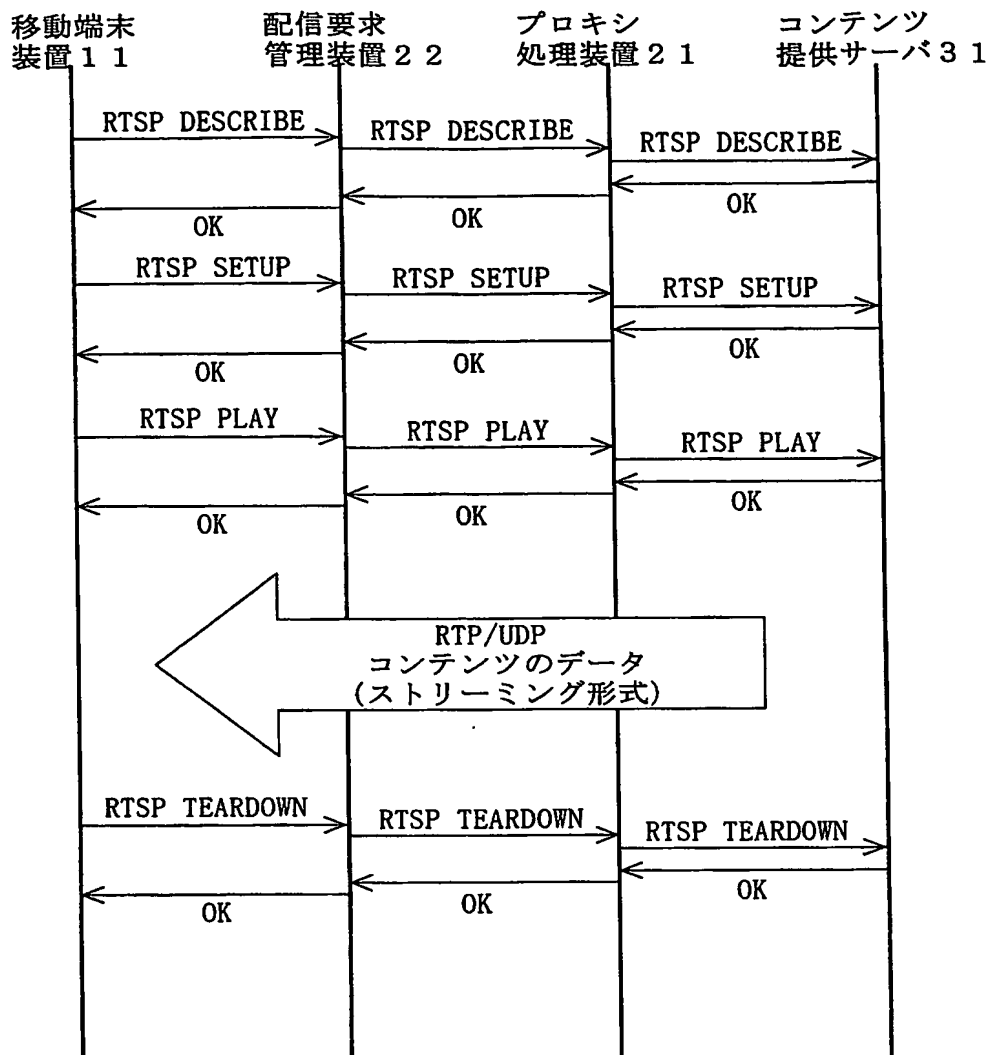 移動端末
装置１１
配信要求
管理装置２２
プロキシ
処理装置２１
コンテンツ
提供サーバ３１
RTSP DESCRIBE
RTSP DESCRIBE
RTSP DESCRIBE
OK
OK
OK
RTSP SETUP
RTSP SETUP
RTSP SETUP
OK
OK
OK
RTSP PLAY
RTSP PLAY
RTSP PLAY
OK
OK
OK
RTP/UDP
コンテンツのデータ
(ストリーミング形式)
RTSP TEARDOWN
RTSP TEARDOWN
RTSP TEARDOWN
OK
OK
OK